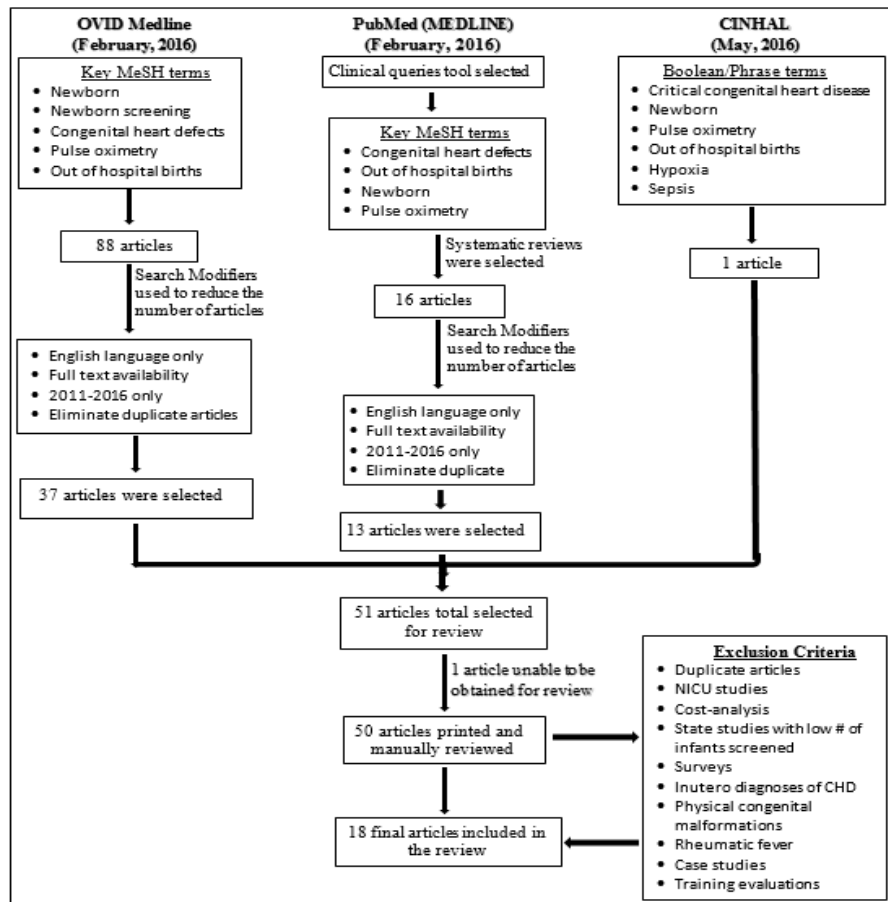 OVID Medline
(February, 2016)
Key MeSH terms
• Newborn
• Newborn screening
• Congenital heart defects
• Pulse oximetry
• Out of hospital births
88 articles
Search Modifiers
used to reduce the
number of articles
• English language only
• Full text availability
• 2011-2016 only
• Eliminate duplicate articles
37 articles were selected
PubMed (MEDLINE)
(February, 2016)
Clinical queries tool selected
Key MeSH terms
• Congenital heart defects
• Out of hospital births
• Newborn
• Pulse oximetry
Systematic reviews
were selected
16 articles
Search Modifiers
used to reduce the
number of articles
• English language only
• Full text availability
• 2011-2016 only
• Eliminate duplicate
13 articles were selected
CINHAL
(May, 2016)
Boolean/Phrase terms
• Critical congenital heart disease
• Newborn
• Pulse oximetry
• Out of hospital births
• Hypoxia
• Sepsis
1 article
51 articles total selected
for review
1 article unable to be
obtained for review
50 articles printed and
manually reviewed
Exclusion Criteria
• Duplicate articles
• NICU studies
• Cost-analysis
• State studies with low # of
infants screened
• Surveys
• Inutero diagnoses of CHD
• Physical congenital
malformations
• Rheumatic fever
• Case studies
• Training evaluations
18 final articles included in
the review